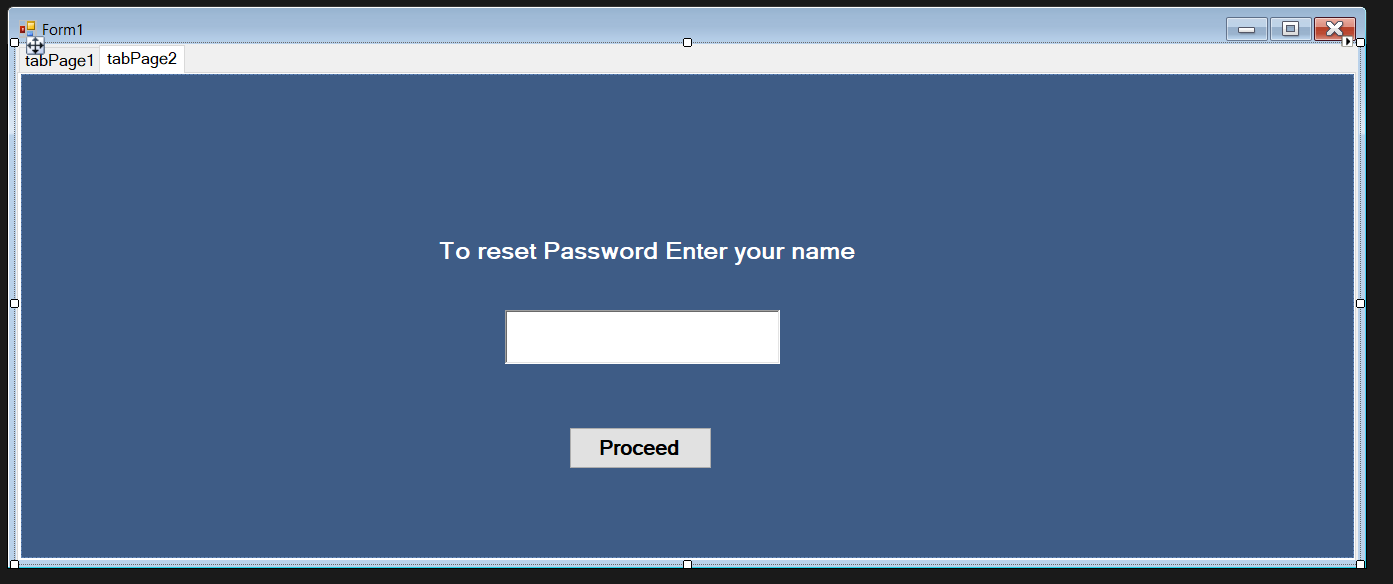 Form1
tabPage1 tabPage2
To reset Password Enter your name
Proceed